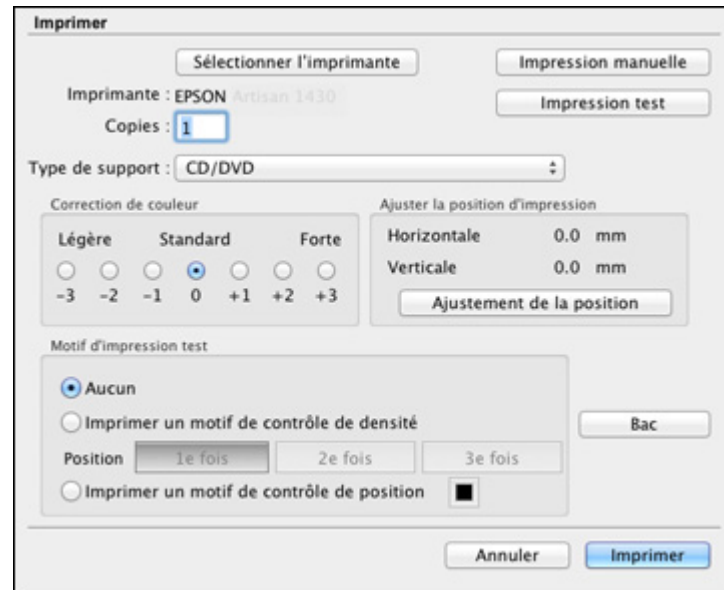 Imprimer
Sélectionner l'imprimante
Impression manuelle
Imprimante : EPSON Artisan 1430
Impression test
Copies : 1
Type de support : CD/DVD
Correction de couleur
Ajuster la position d'impression
Légère Standard Forte
-3 -2 -1 0 +1 +2 +3
Horizontale 0.0 mm
Verticale 0.0 mm
Ajustement de la position
Motif d'impression test
Aucun
Imprimer un motif de contrôle de densité
Bac
Position 1e fois 2e fois 3e fois
Imprimer un motif de contrôle de position
Annuler
Imprimer